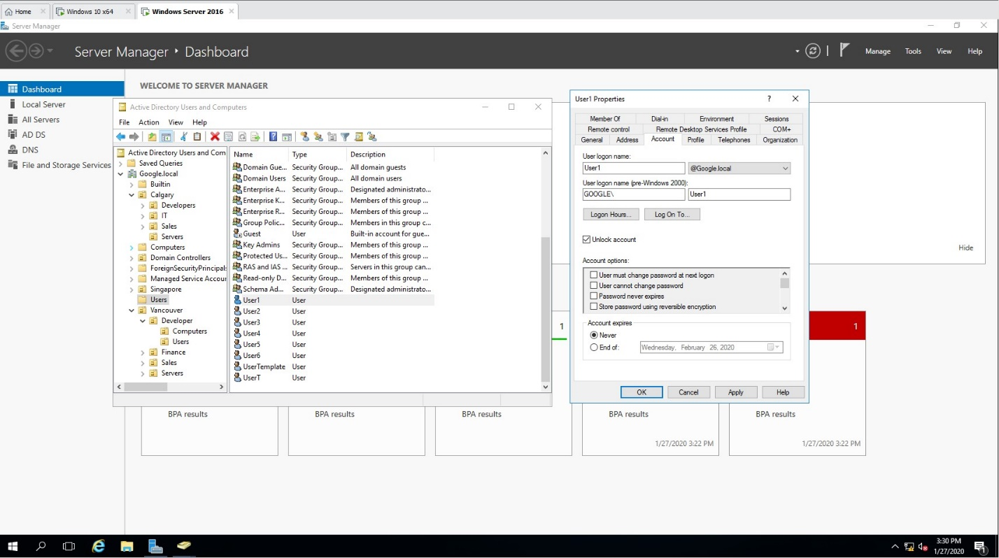 Home
Windows 10 x64
Windows Server 2016
Server Manager
Server Manager • Dashboard
Manage Tools View Help
Dashboard
Local Server
All Servers
AD DS
DNS
File and Storage Services
WELCOME TO SERVER MANAGER
Active Directory Users and Computers
File Action View Help
Active Directory Users and Com
Saved Queries
Google.local
Builtin
Calgary
Developers
IT
Sales
Servers
Computers
Domain Controllers
ForeignSecurityPrincipals
Managed Service Accour
Singapore
Users
Vancouver
Developer
Computers
Users
Finance
Sales
Servers
Name Type Description
Domain Gue... Security Group... All domain guests
Domain Users Security Group... All domain users
Enterprise A... Security Group... Designated administrato...
Enterprise K... Security Group... Members of this group ...
Enterprise R... Security Group... Members of this group ...
Group Polic... Security Group... Members in this group c...
Guest User Built-in account for gue...
Key Admins Security Group... Members of this group ...
Protected Us... Security Group... Members of this group ...
RAS and IAS ... Security Group... Servers in this group can...
Read-only D... Security Group... Members of this group ...
Schema Ad... Security Group... Designated administrato...
User1 User
User2 User
User3 User
User4 User
User5 User
User6 User
UserTemplate User
UserT User
User1 Properties
Member Of Dial-in Environment Sessions
Remote control Remote Desktop Services Profile COM+
General Address Account Profile Telephones Organization
User logon name:
User1 @Google.local
User logon name (pre-Windows 2000):
GOOGLE\ User1
Logon Hours... Log On To...
Unlock account
Account options:
User must change password at next logon
User cannot change password
Password never expires
Store password using reversible encryption
Account expires
Never
End of: Wednesday, February 26, 2020
OK Cancel Apply Help
Hide
1
1
BPA results
BPA results
BPA results
BPA results
1/27/2020 3:22 PM
BPA results
1/27/2020 3:22 PM
3:30 PM
1/27/2020
1